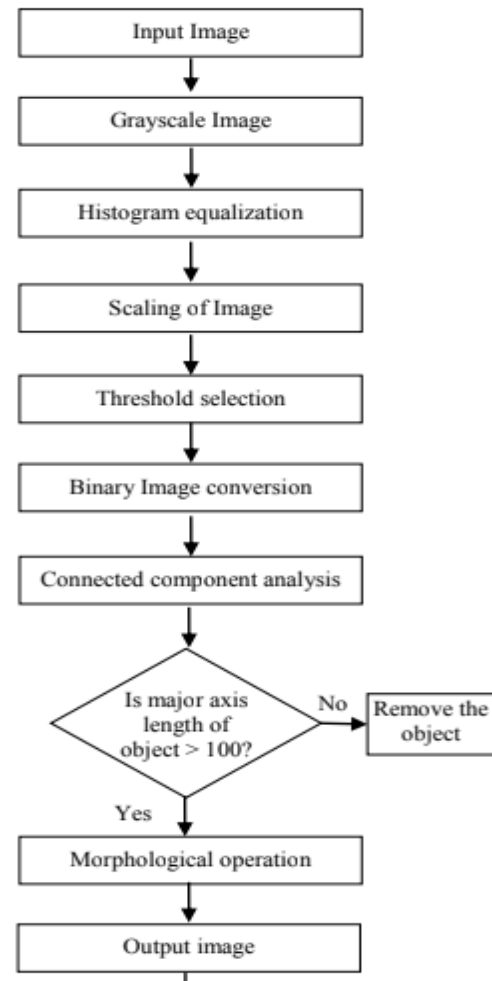 Input Image
Grayscale Image
Histogram equalization
Scaling of Image
Threshold selection
Binary Image conversion
Connected component analysis
Is major axis
length of
object > 100?
No
Remove the
object
Yes
Morphological operation
Output image